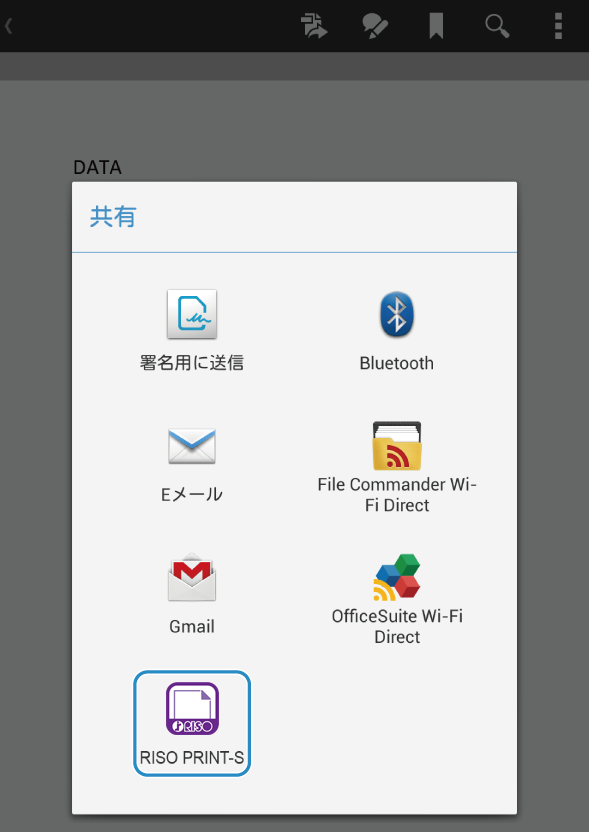 DATA
共有
署名用に送信
Bluetooth
Eメール
File Commander Wi-
Fi Direct
Gmail
OfficeSuite Wi-Fi
Direct
RISO
RISO PRINT-S